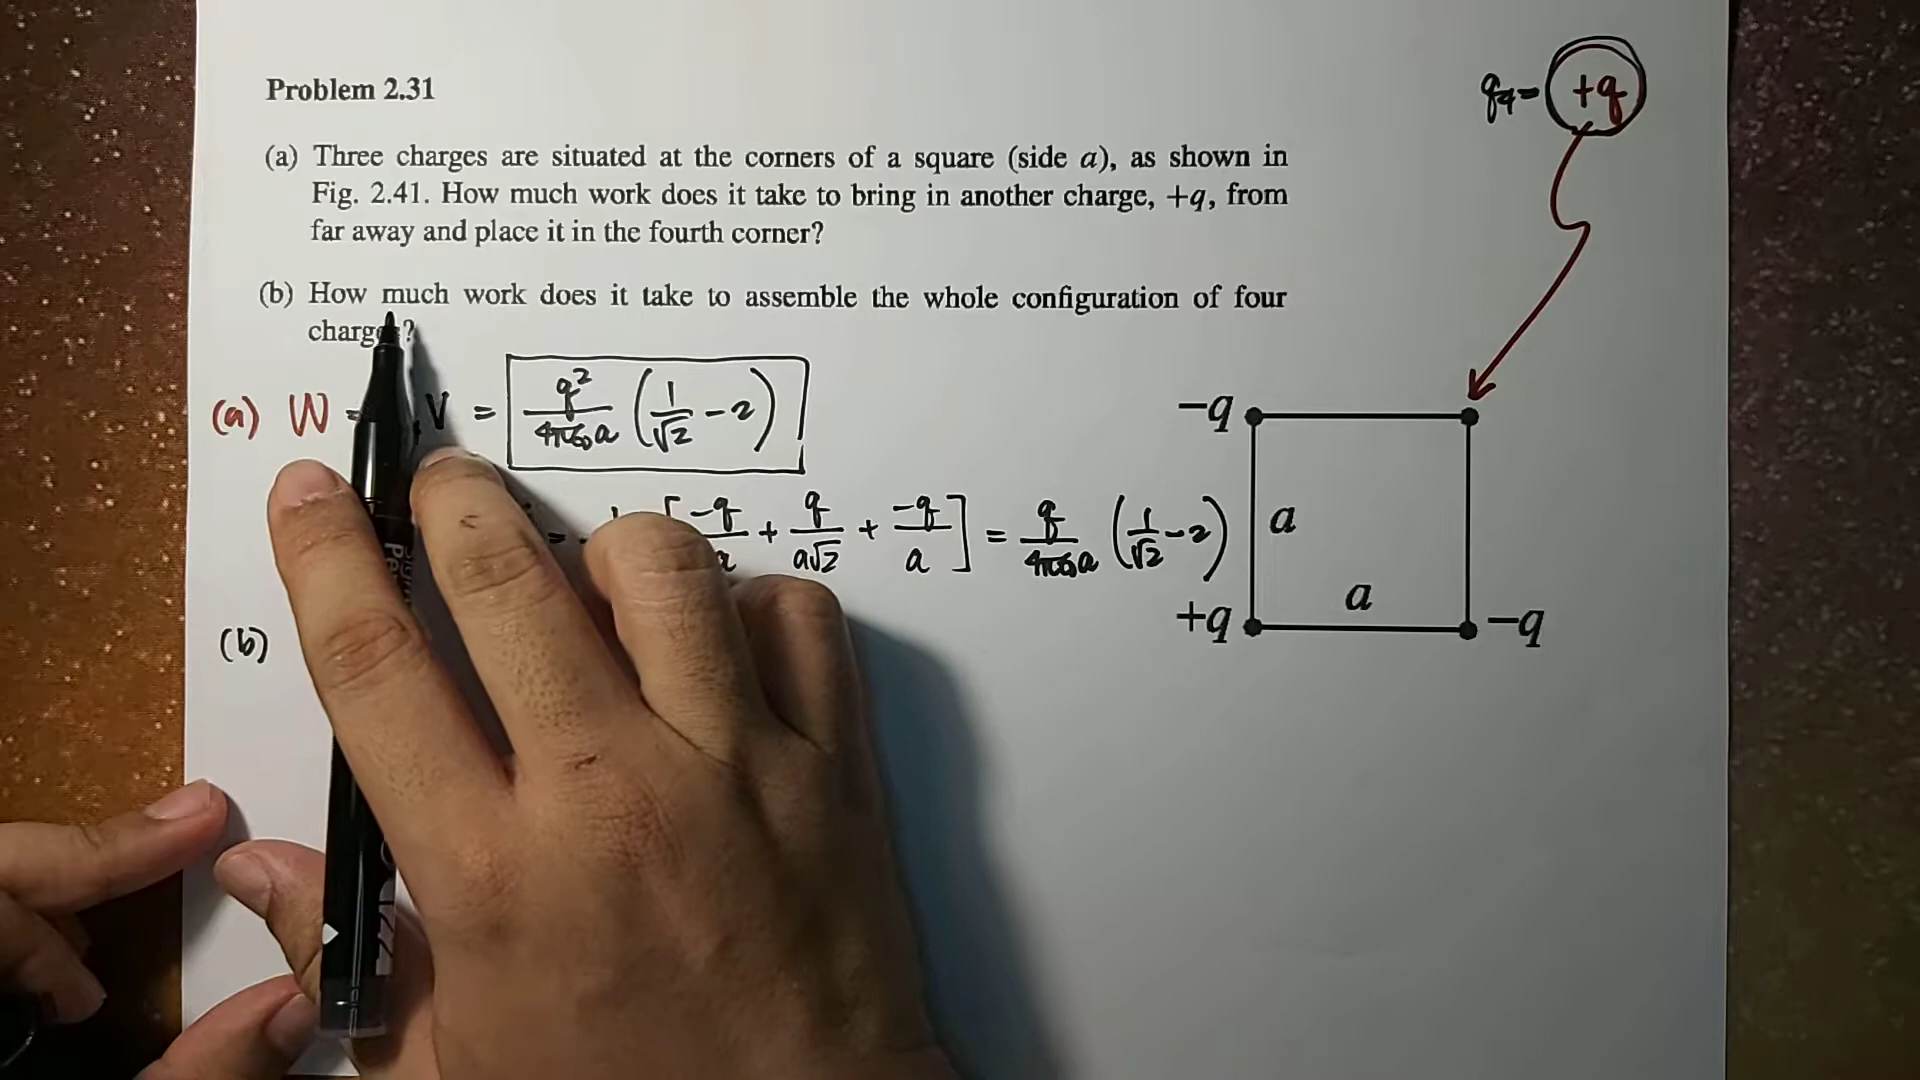 Problem 2.31
q₄= +q
(a) Three charges are situated at the corners of a square (side a), as shown in
Fig. 2.41. How much work does it take to bring in another charge, +q, from
far away and place it in the fourth corner?
(b) How much work does it take to assemble the whole configuration of four
?
(a) W = V = q²/4πε₀a (1/√2 − 2)
−q
= [−q/a + q/a√2 + −q/a] = q/4πε₀a (1/√2 − 2)
a
a
(b)
+q −q